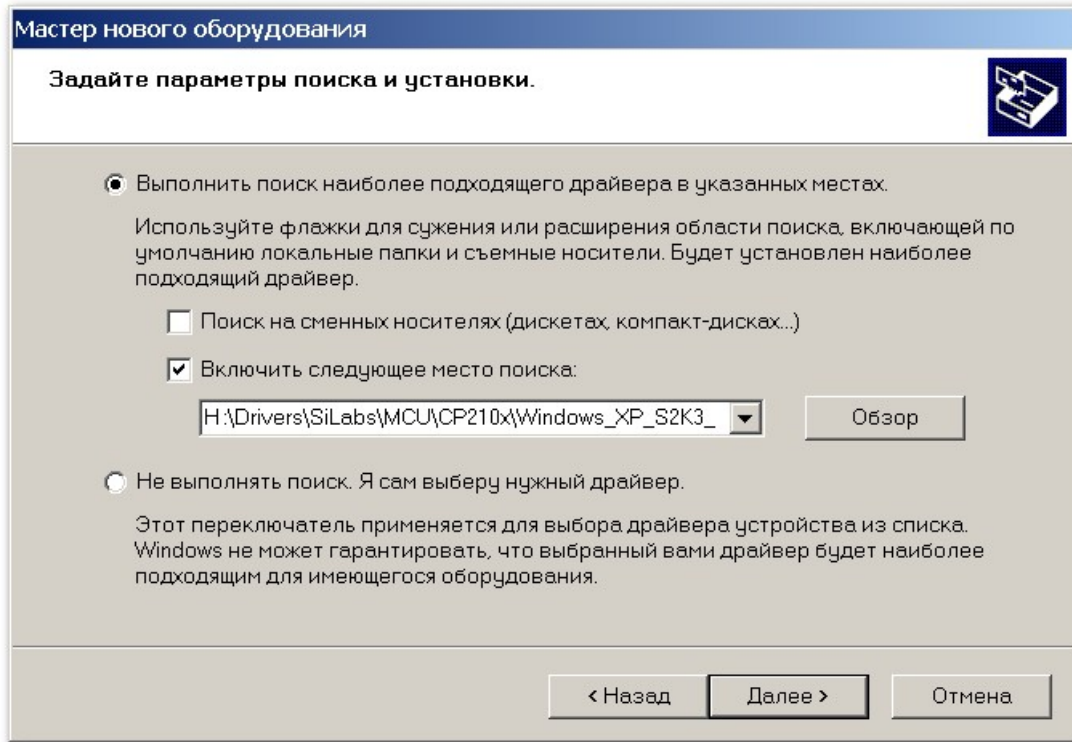 Мастер нового оборудования
Задайте параметры поиска и установки.
Выполнить поиск наиболее подходящего драйвера в указанных местах.
Используйте флажки для сужения или расширения области поиска, включающей по
умолчанию локальные папки и съемные носители. Будет установлен наиболее
подходящий драйвер.
Поиск на сменных носителях (дискетах, компакт-дисках...)
Включить следующее место поиска:
H:\Drivers\SiLabs\MCU\CP210x\Windows_XP_S2K3_
Обзор
Не выполнять поиск. Я сам выберу нужный драйвер.
Этот переключатель применяется для выбора драйвера устройства из списка.
Windows не может гарантировать, что выбранный вами драйвер будет наиболее
подходящим для имеющегося оборудования.
< Назад
Далее >
Отмена